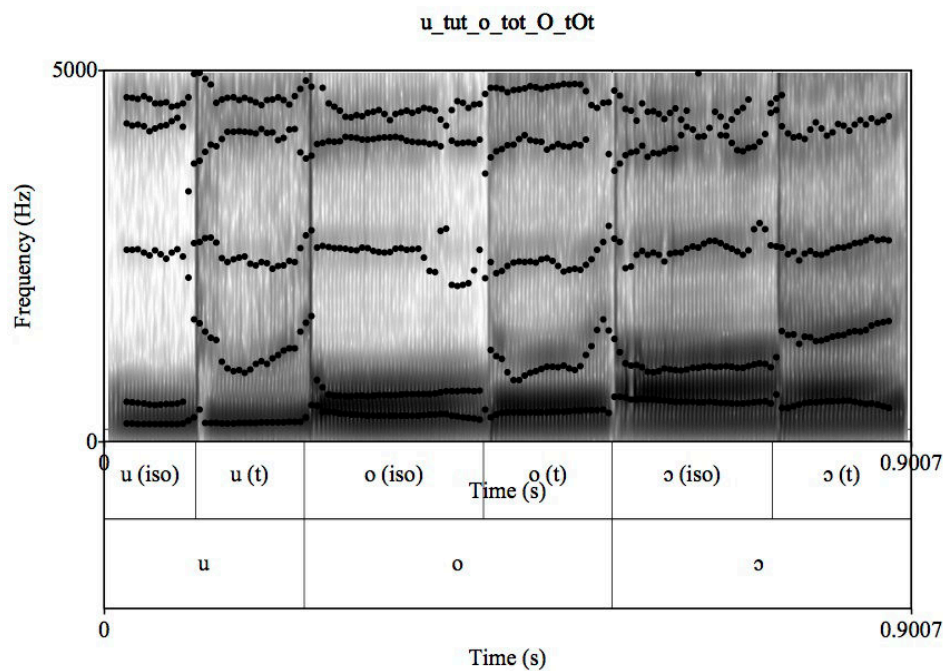 u_tut_o_tot_O_tOt
5000
Frequency (Hz)
0
0
0.9007
u (iso) u (t) o (iso) o (t) ɔ (iso) ɔ (t)
Time (s)
u o ɔ
0
0.9007
Time (s)